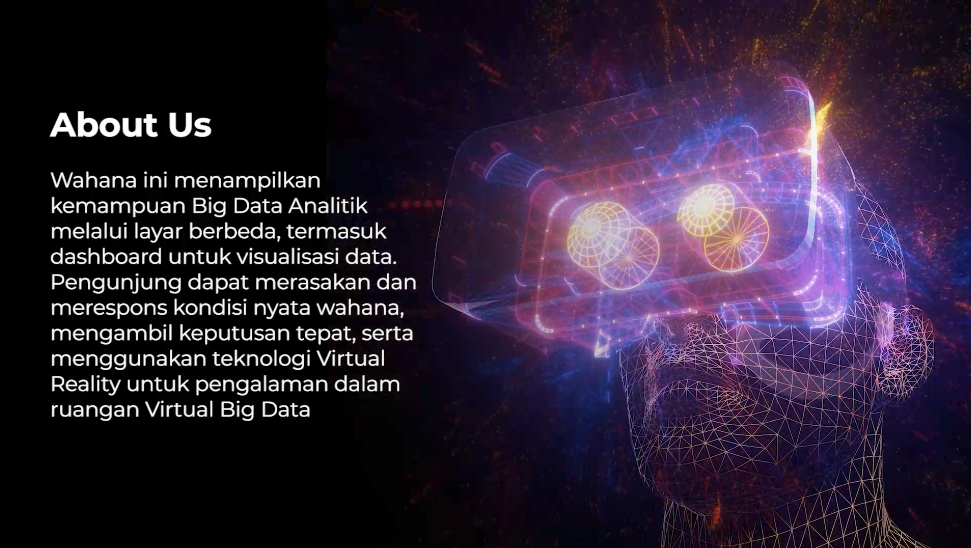 About Us
Wahana ini menampilkan
kemampuan Big Data Analitik
melalui layar berbeda, termasuk
dashboard untuk visualisasi data.
Pengunjung dapat merasakan dan
merespons kondisi nyata wahana,
mengambil keputusan tepat, serta
menggunakan teknologi Virtual
Reality untuk pengalaman dalam
ruangan Virtual Big Data